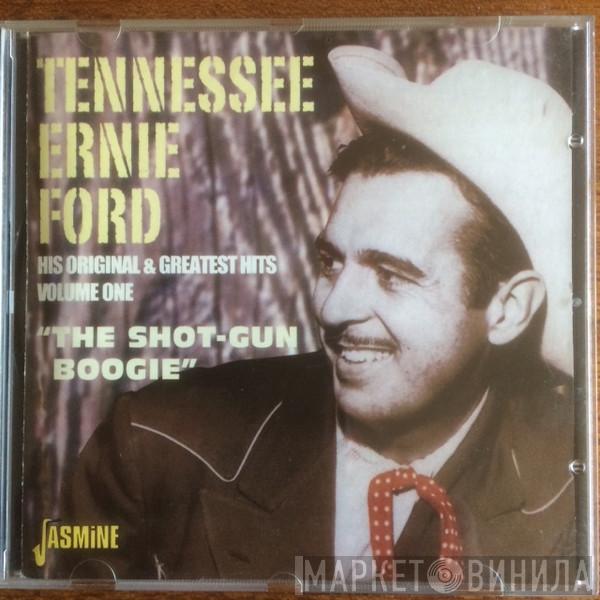 TENNESSEE
ERNIE
FORD
HIS ORIGINAL & GREATEST HITS
VOLUME ONE
"THE SHOT-GUN
BOOGIE"
JASMiNE
МАРКЕТ ВИНИЛА